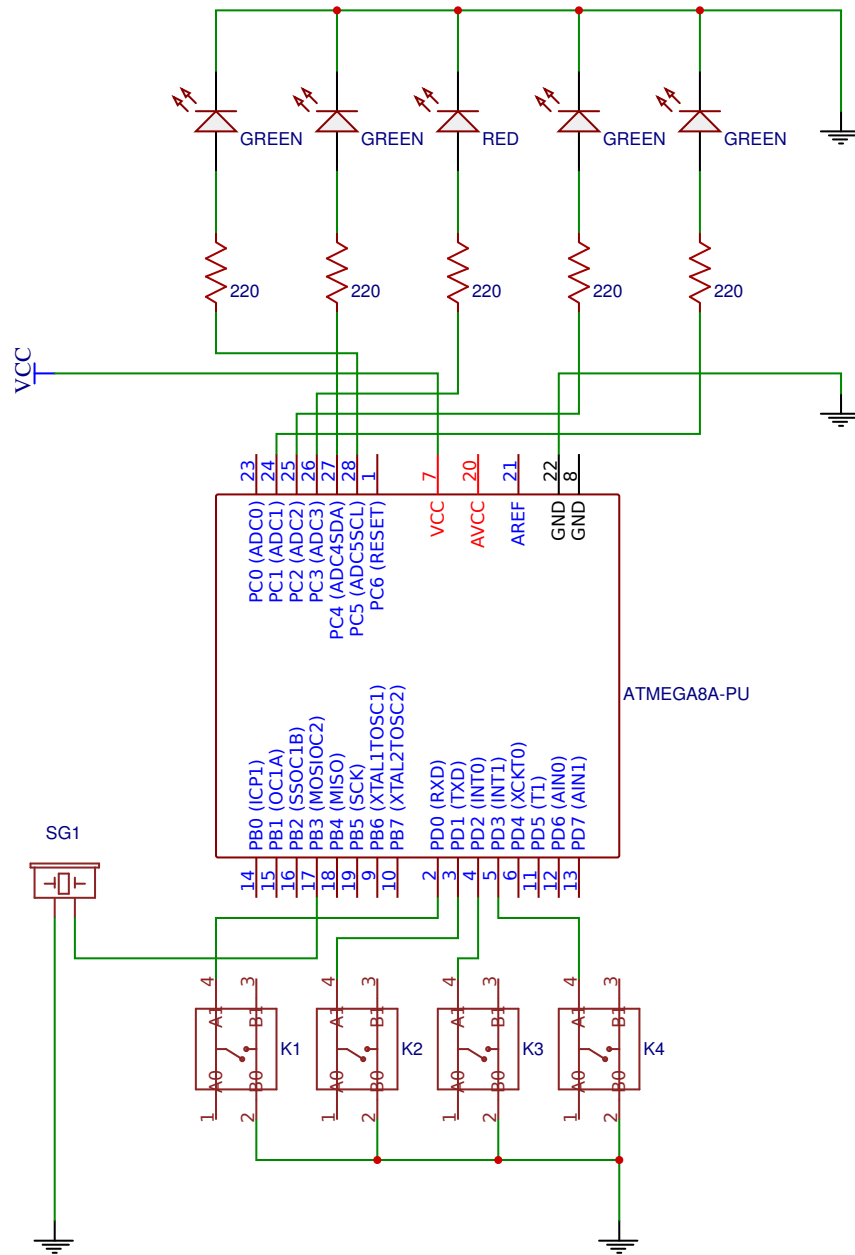 GREEN GREEN RED GREEN GREEN
220 220 220 220 220
VCC
23 24 25 26 27 28 1 7 20 21 22 8
PC0 (ADC0)
PC1 (ADC1)
PC2 (ADC2)
PC3 (ADC3)
PC4 (ADC4SDA)
PC5 (ADC5SCL)
PC6 (RESET)
VCC
AVCC
AREF
GND
GND
ATMEGA8A-PU
PB0 (ICP1)
PB1 (OC1A)
PB2 (SSOC1B)
PB3 (MOSIOC2)
PB4 (MISO)
PB5 (SCK)
PB6 (XTAL1TOSC1)
PB7 (XTAL2TOSC2)
PD0 (RXD)
PD1 (TXD)
PD2 (INT0)
PD3 (INT1)
PD4 (XCKT0)
PD5 (T1)
PD6 (AIN0)
PD7 (AIN1)
SG1
14 15 16 17 18 19 9 10 2 3 4 5 6 11 12 13
4 3 4 3 4 3 4 3
A1 B1 A1 B1 A1 B1 A1 B1
K1 K2 K3 K4
A0 B0 A0 B0 A0 B0 A0 B0
1 2 1 2 1 2 1 2